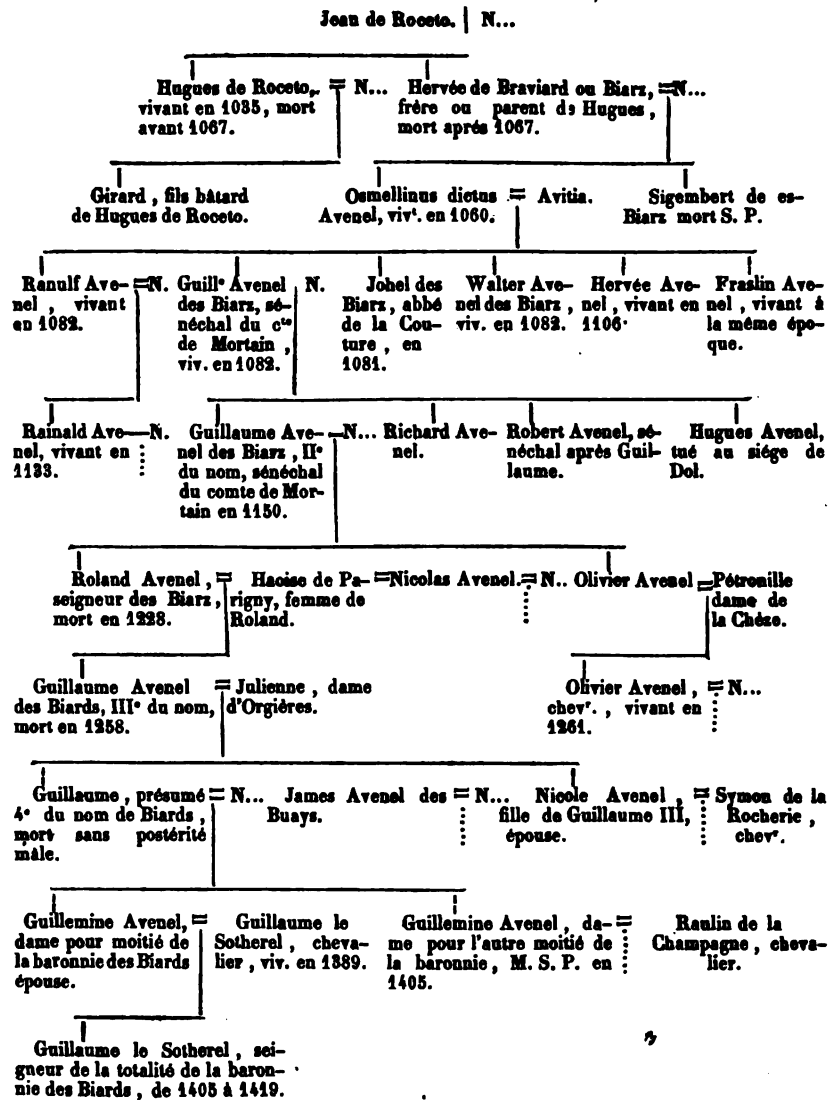 Jean de Roceto. | N...
Hugues de Roceto, = N...
vivant en 1035, mort
avant 1067.
Hervée de Braviard ou Biarz, = N...
frère ou parent de Hugues,
mort aprés 1067.
Girard, fils bâtard
de Hugues de Roceto.
Osmellinus dictus = Avitia.
Avenel, vivt. en 1060.
Sigembert de es-
Biarz mort S. P.
Ranulf Ave- = N.
nel, vivant
en 1082.
Guille Avenel N.
des Biarz, sé-
néchal du cte
de Mortain,
viv. en 1082.
Johel des
Biarz, abbé
de la Cou-
ture, en
1081.
Walter Ave-
nel des Biarz,
viv. en 1082.
Hervée Ave-
nel, vivant en
1106.
Fraslin Ave-
nel, vivant à
la même épo-
que.
Rainald Ave-—N.
nel, vivant en
1133.
Guillaume Ave- —N...
nel des Biarz, IIe
du nom, sénéchal
du comte de Mor-
tain en 1150.
Richard Ave-
nel.
Robert Avenel, sé-
néchal après Guil-
laume.
Hugues Avenel,
tué au siége de
Dol.
Roland Avenel, =
seigneur des Biarz,
mort en 1228.
Haoise de Pa-
rigny, femme de
Roland.
=Nicolas Avenel. = N..
Olivier Avenel =
Pétronille
dame de
la Chèze.
Guillaume Avenel =
des Biards, IIIe du nom,
mort en 1258.
Julienne, dame
d'Orgières.
Olivier Avenel, = N...
chevr., vivant en
1261.
Guillaume, présumé = N...
4e du nom de Biards,
mort sans postérité
mâle.
James Avenel des = N...
Buays.
Nicole Avenel, =
fille de Guillaume III,
épouse.
Symon de la
Rocherie,
chevr.
Guillemine Avenel, =
dame pour moitié de
la baronnie des Biards
épouse.
Guillaume le
Sotherel, cheva-
lier, viv. en 1389.
Guillemine Avenel, da- =
me pour l'autre moitié de
la baronnie, M. S. P. en
1405.
Raulin de la
Champagne, cheva-
lier.
Guillaume le Sotherel, sei-
gneur de la totalité de la baron-
nie des Biards, de 1405 à 1419.